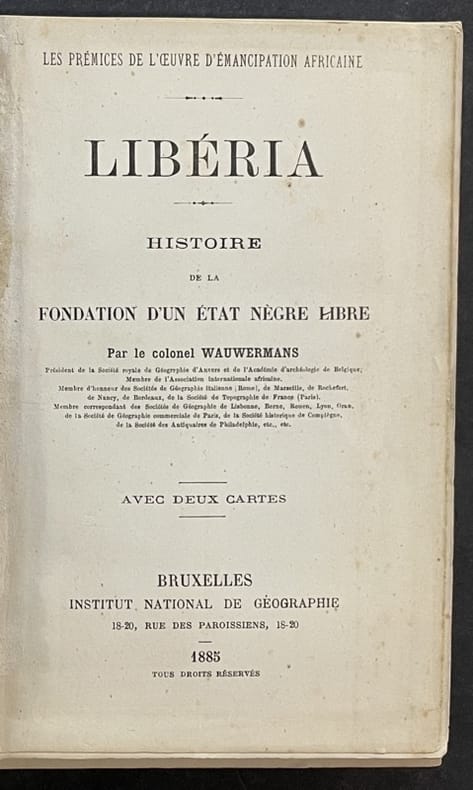 LES PRÉMICES DE L'ŒUVRE D'ÉMANCIPATION AFRICAINE
LIBÉRIA
HISTOIRE
DE LA
FONDATION D'UN ÉTAT NÈGRE LIBRE
Par le colonel WAUWERMANS
Président de la Société royale de Géographie d'Anvers et de l'Académie d'archéologie de Belgique;
Membre de l'Association internationale africaine.
Membre d'honneur des Sociétés de Géographie italienne (Rome), de Marseille, de Rochefort,
de Nancy, de Bordeaux, de la Société de Topographie de France (Paris).
Membre correspondant des Sociétés de Géographie de Lisbonne, Berne, Rouen, Lyon, Oran,
de la Société de Géographie commerciale de Paris, de la Société historique de Compiègne,
de la Société des Antiquaires de Philadelphie, etc., etc.
AVEC DEUX CARTES
BRUXELLES
INSTITUT NATIONAL DE GÉOGRAPHIE
18-20, RUE DES PAROISSIENS, 18-20
1885
TOUS DROITS RÉSERVÉS